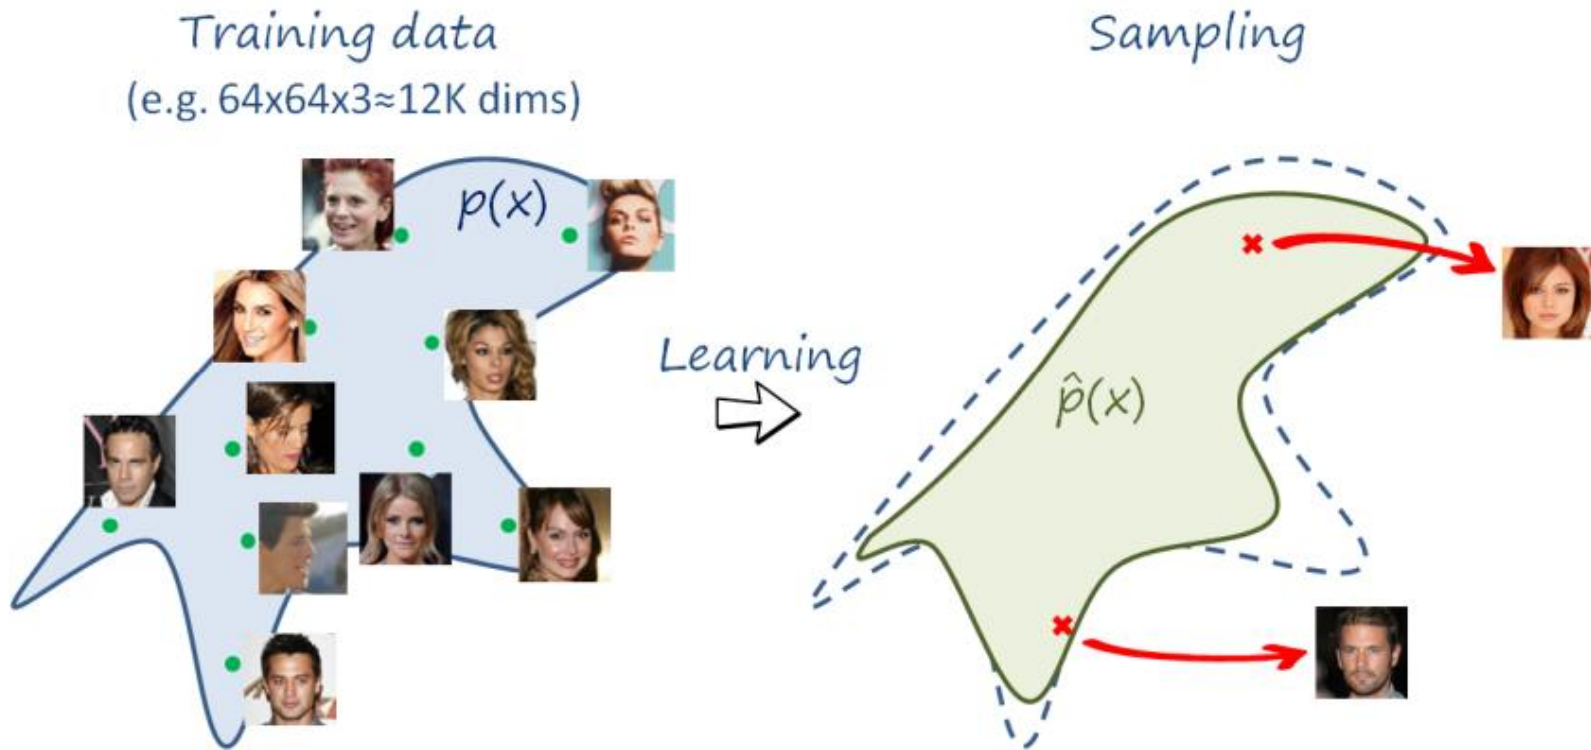 Training data
(e.g. 64x64x3≈12K dims)
p(x)
Learning
Sampling
p̂(x)